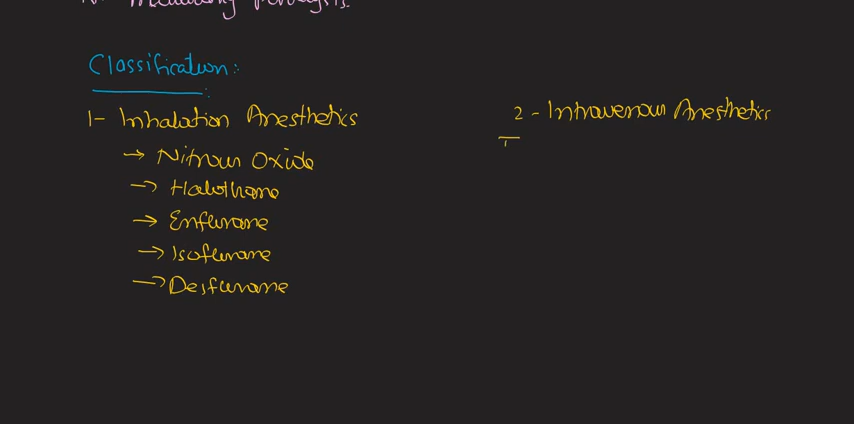 Classification:
1- Inhalation Anesthetics
→ Nitrous Oxide
→ Halothane
→ Enflurane
→ Isoflurane
→ Desflurane
2 - Intravenous Anesthetics